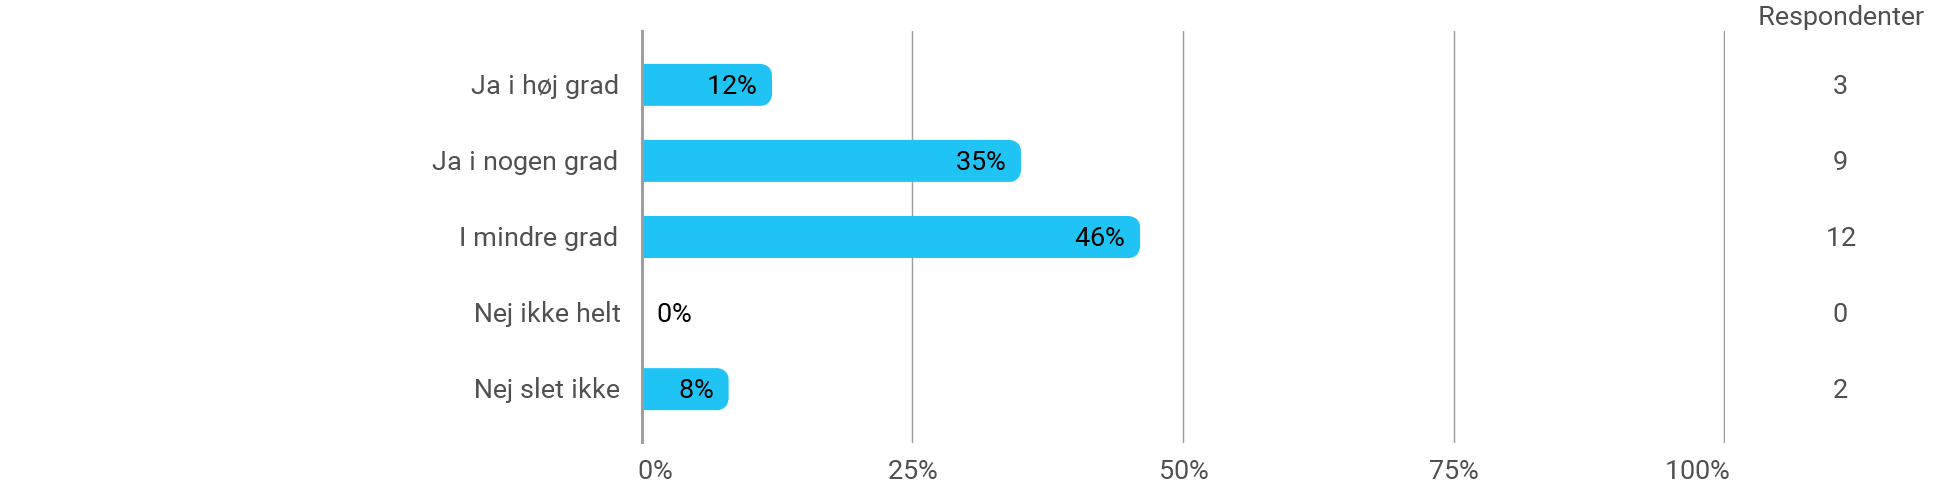 Respondenter
Ja i høj grad 12% 3
Ja i nogen grad 35% 9
I mindre grad 46% 12
Nej ikke helt 0% 0
Nej slet ikke 8% 2
0% 25% 50% 75% 100%